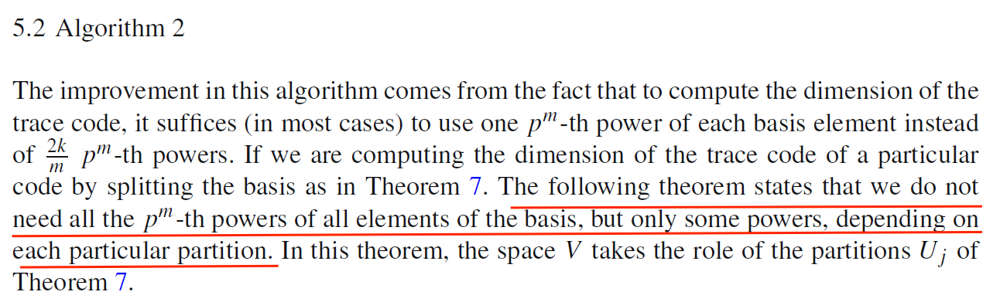 5.2 Algorithm 2
The improvement in this algorithm comes from the fact that to compute the dimension of the
trace code, it suffices (in most cases) to use one p^m-th power of each basis element instead
of \frac{2k}{m} p^m-th powers. If we are computing the dimension of the trace code of a particular
code by splitting the basis as in Theorem 7. The following theorem states that we do not
need all the p^m-th powers of all elements of the basis, but only some powers, depending on
each particular partition. In this theorem, the space V takes the role of the partitions U_j of
Theorem 7.